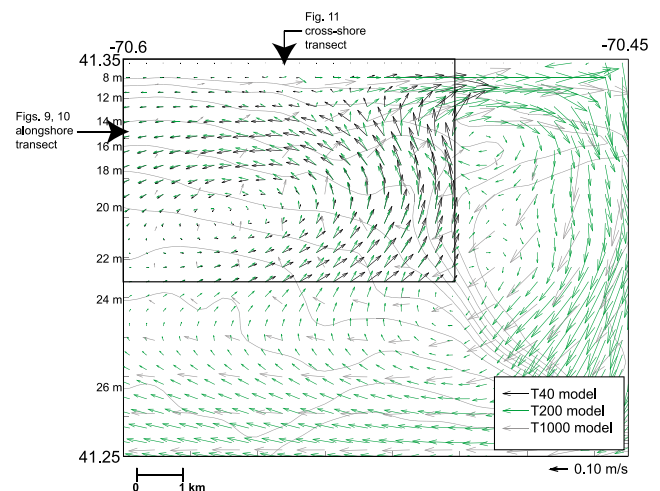 Fig. 11
cross-shore
transect
-70.6
-70.45
41.35
8 m
12 m
Figs. 9, 10
alongshore
transect
14 m
16 m
18 m
20 m
22 m
24 m
26 m
41.25
T40 model
T200 model
T1000 model
0.10 m/s
0 1 km